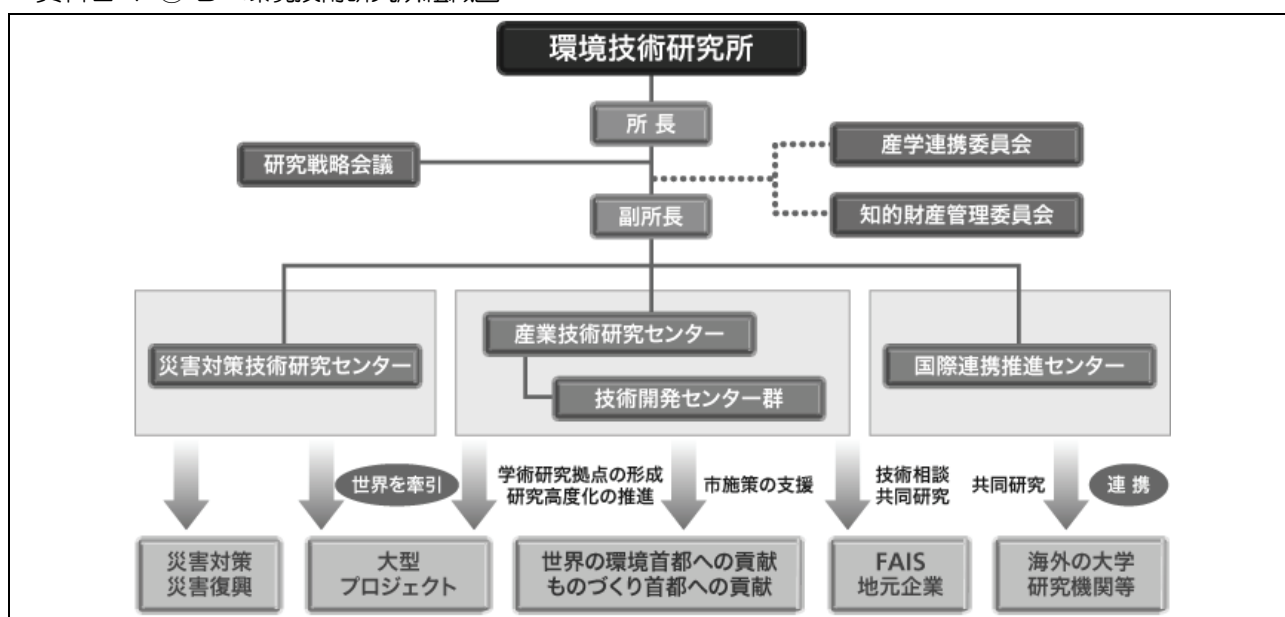 環境技術研究所
所長
研究戦略会議
産学連携委員会
副所長
知的財産管理委員会
災害対策技術研究センター
産業技術研究センター
技術開発センター群
国際連携推進センター
世界を牽引
学術研究拠点の形成
研究高度化の推進
市施策の支援
技術相談
共同研究
共同研究
連携
災害対策
災害復興
大型
プロジェクト
世界の環境首都への貢献
ものづくり首都への貢献
FAIS
地元企業
海外の大学
研究機関等